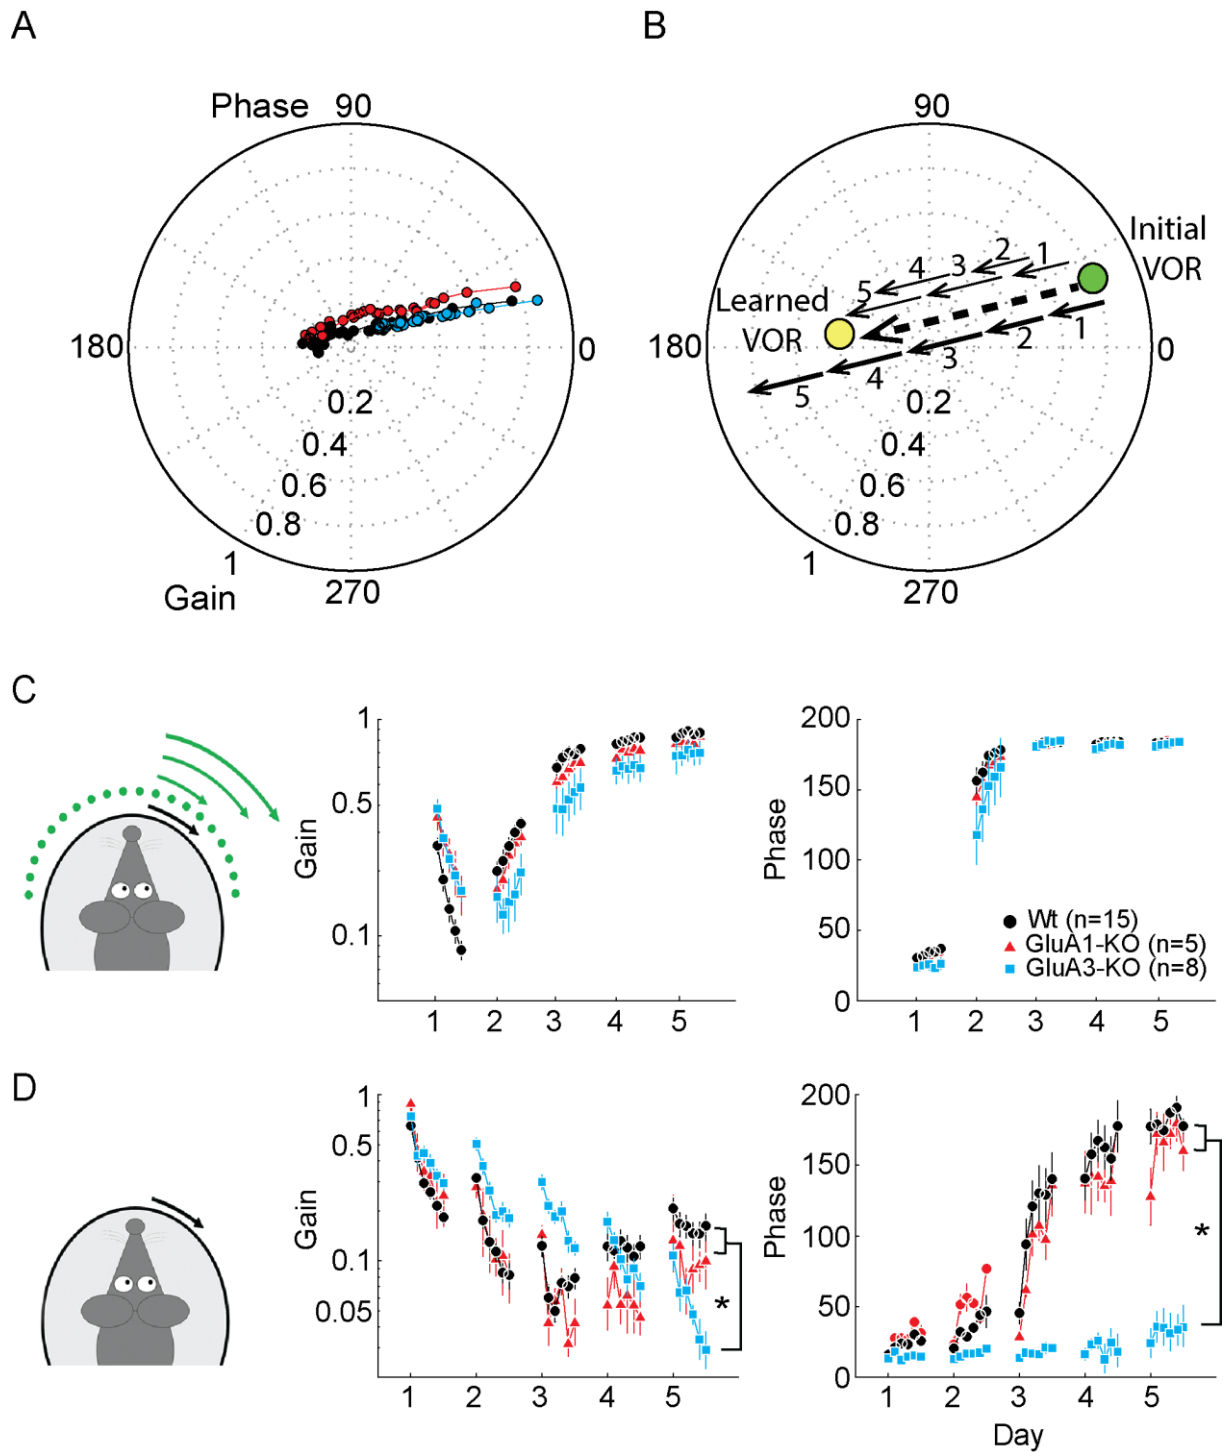 A
B
Phase 90
180
0
0.2
0.4
0.6
0.8
1
Gain
270
90
Initial
VOR
1
2
3
4
5
Learned
VOR
180
0
1
2
3
4
5
0.2
0.4
0.6
0.8
1
270
C
1
0.5
0.1
Gain
1 2 3 4 5
200
150
100
50
0
Phase
Wt (n=15)
GluA1-KO (n=5)
GluA3-KO (n=8)
1 2 3 4 5
D
1
0.5
0.1
0.05
Gain
*
1 2 3 4 5
200
150
100
50
0
Phase
*
1 2 3 4 5
Day